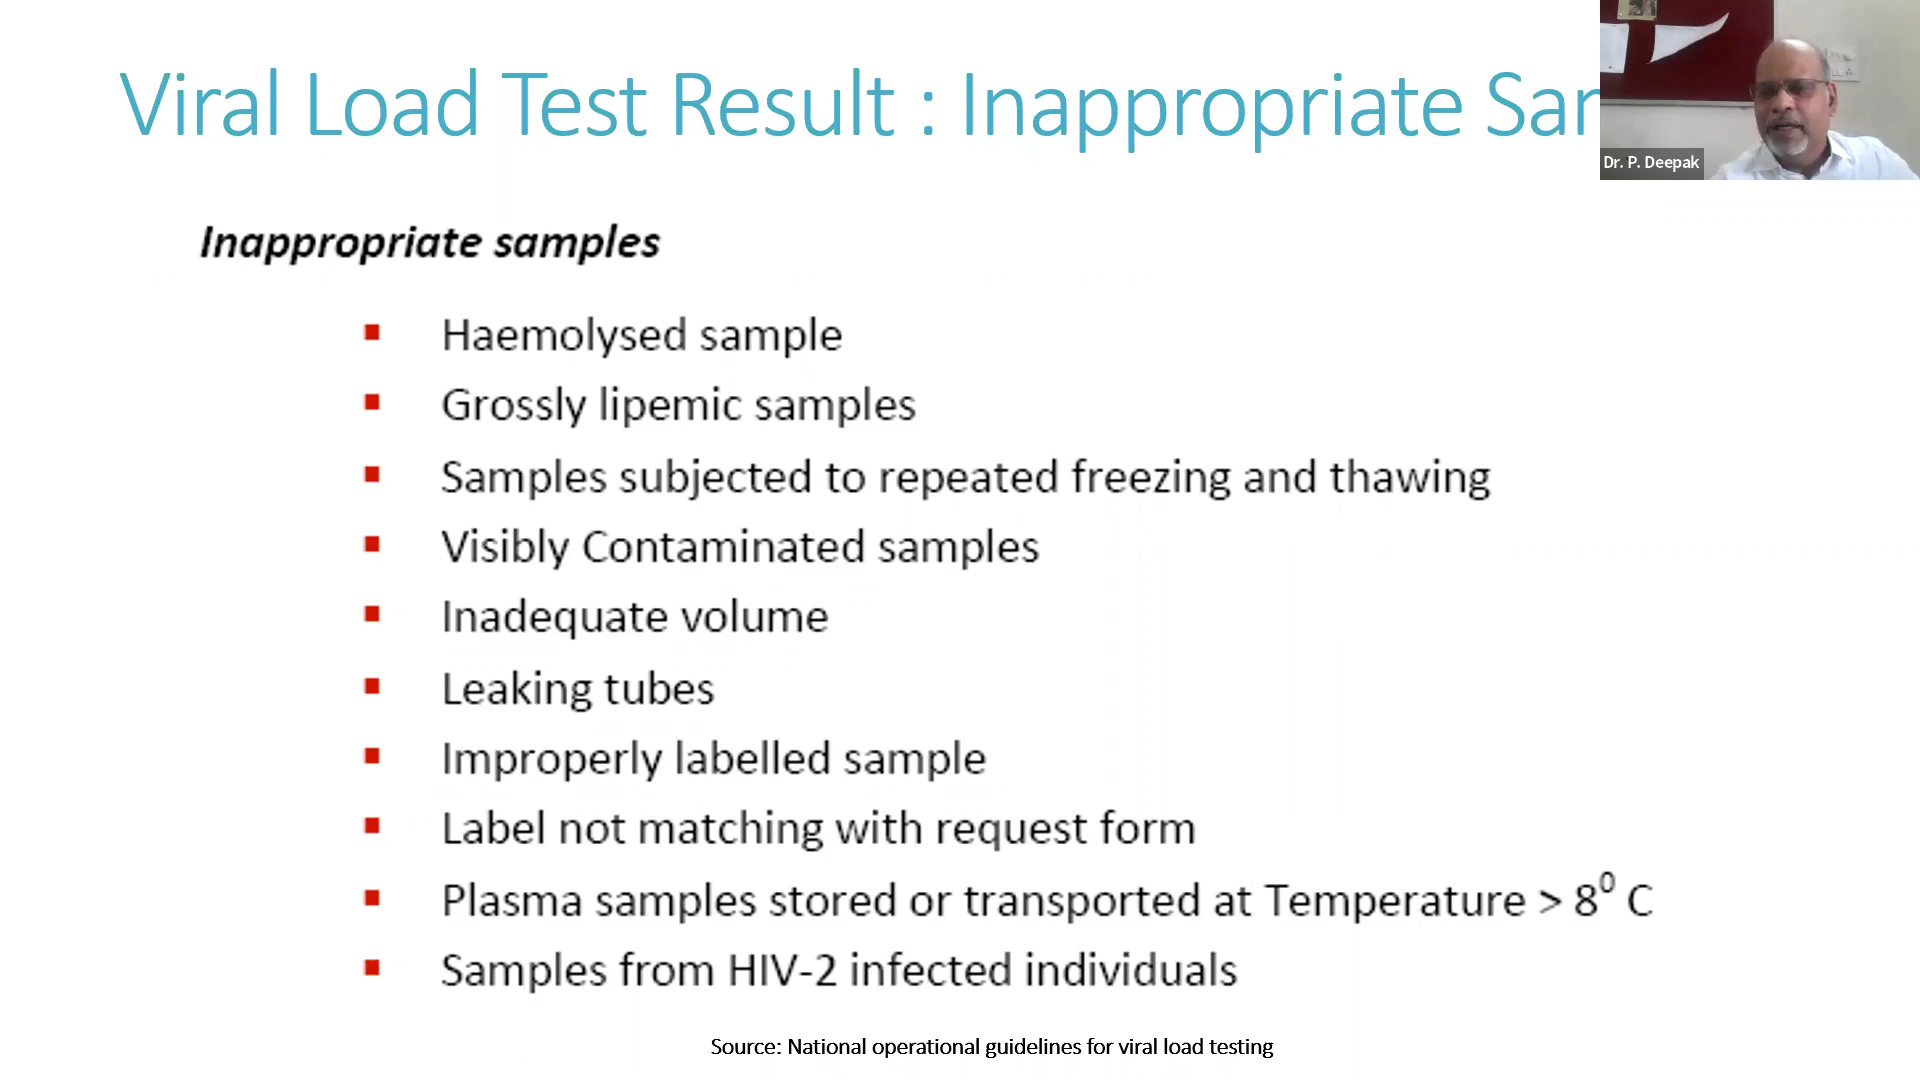 Viral Load Test Result : Inappropriate
Dr. P. Deepak
Inappropriate samples
Haemolysed sample
Grossly lipemic samples
Samples subjected to repeated freezing and thawing
Visibly Contaminated samples
Inadequate volume
Leaking tubes
Improperly labelled sample
Label not matching with request form
Plasma samples stored or transported at Temperature > 8⁰ C
Samples from HIV-2 infected individuals
Source: National operational guidelines for viral load testing